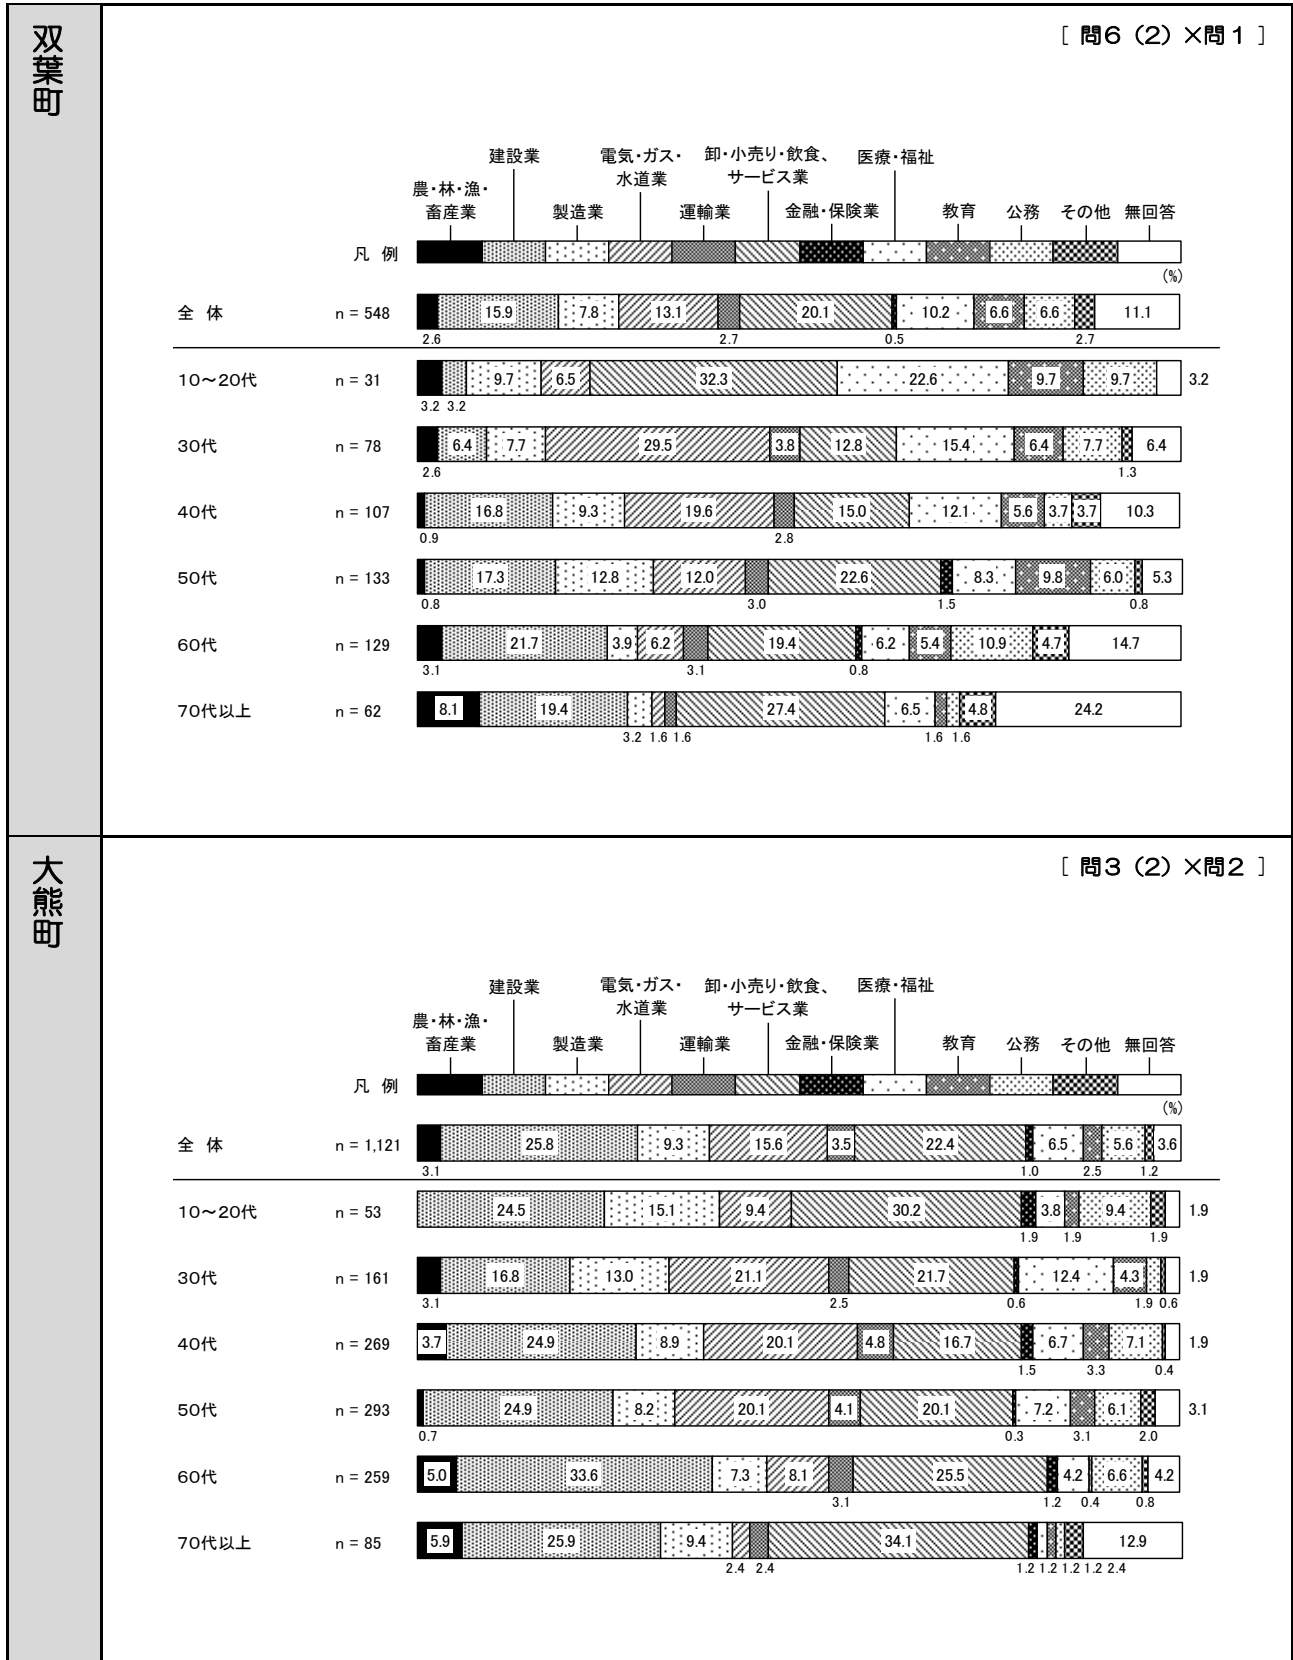 双葉町
［ 問６（２）×問１ ］
建設業
電気・ガス・
水道業
卸・小売り・飲食、
サービス業
医療・福祉
農・林・漁・
畜産業
製造業
運輸業
金融・保険業
教育
公務
その他
無回答
凡 例
(%)
全 体 n = 548 15.9 7.8 13.1 20.1 10.2 6.6 6.6 11.1
2.6 2.7 0.5 2.7
10～20代 n = 31 9.7 6.5 32.3 22.6 9.7 9.7 3.2
3.2 3.2
30代 n = 78 6.4 7.7 29.5 3.8 12.8 15.4 6.4 7.7 6.4
2.6 1.3
40代 n = 107 16.8 9.3 19.6 15.0 12.1 5.6 3.7 3.7 10.3
0.9 2.8
50代 n = 133 17.3 12.8 12.0 22.6 8.3 9.8 6.0 5.3
0.8 3.0 1.5 0.8
60代 n = 129 21.7 3.9 6.2 19.4 6.2 5.4 10.9 4.7 14.7
3.1 3.1 0.8
70代以上 n = 62 8.1 19.4 27.4 6.5 4.8 24.2
3.2 1.6 1.6 1.6 1.6
大熊町
［ 問３（２）×問２ ］
建設業
電気・ガス・
水道業
卸・小売り・飲食、
サービス業
医療・福祉
農・林・漁・
畜産業
製造業
運輸業
金融・保険業
教育
公務
その他
無回答
凡 例
(%)
全 体 n = 1,121 25.8 9.3 15.6 3.5 22.4 6.5 5.6 3.6
3.1 1.0 2.5 1.2
10～20代 n = 53 24.5 15.1 9.4 30.2 3.8 9.4 1.9
1.9 1.9 1.9
30代 n = 161 16.8 13.0 21.1 21.7 12.4 4.3 1.9
3.1 2.5 0.6 1.9 0.6
40代 n = 269 3.7 24.9 8.9 20.1 4.8 16.7 6.7 7.1 1.9
1.5 3.3 0.4
50代 n = 293 24.9 8.2 20.1 4.1 20.1 7.2 6.1 3.1
0.7 0.3 3.1 2.0
60代 n = 259 5.0 33.6 7.3 8.1 25.5 4.2 6.6 4.2
3.1 1.2 0.4 0.8
70代以上 n = 85 5.9 25.9 9.4 34.1 12.9
2.4 2.4 1.2 1.2 1.2 1.2 2.4